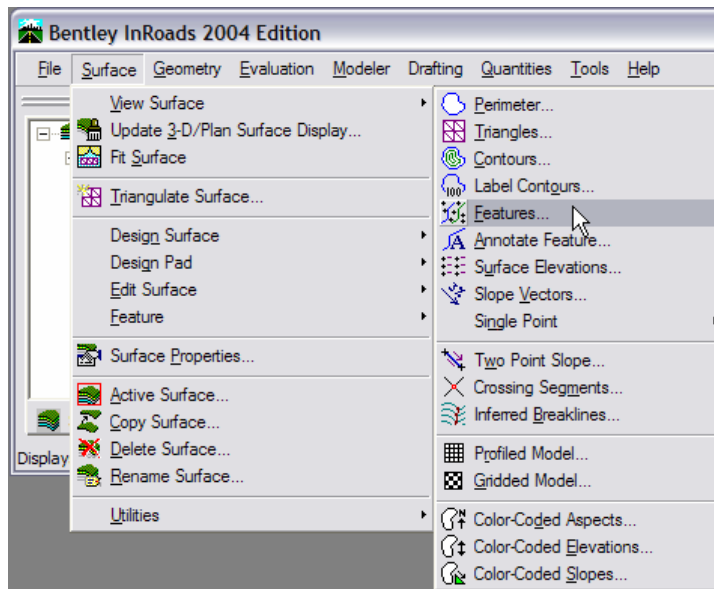 Bentley InRoads 2004 Edition
File Surface Geometry Evaluation Modeler Drafting Quantities Tools Help
View Surface
Update 3-D/Plan Surface Display...
Fit Surface
Triangulate Surface...
Design Surface
Design Pad
Edit Surface
Feature
Surface Properties...
Active Surface...
Copy Surface...
Delete Surface...
Rename Surface...
Utilities
Display
Perimeter...
Triangles...
Contours...
100
Label Contours...
Features...
A
Annotate Feature...
Surface Elevations...
Slope Vectors...
Single Point
Two Point Slope...
Crossing Segments...
Inferred Breaklines...
Profiled Model...
Gridded Model...
N
Color-Coded Aspects...
Color-Coded Elevations...
Color-Coded Slopes...